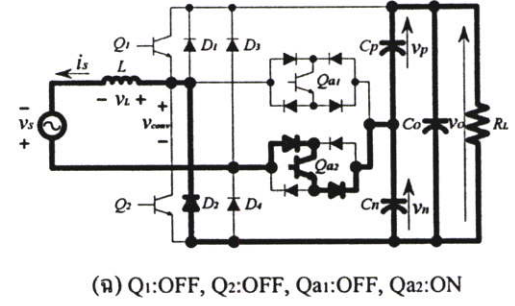 Q1
D1
D3
Cp
vp
is
L
Qa1
− vL +
+
vconv
−
−
vs
+
Co
vo
RL
Qa2
Q2
D2
D4
Cn
vn
(ฉ) Q1:OFF, Q2:OFF, Qa1:OFF, Qa2:ON